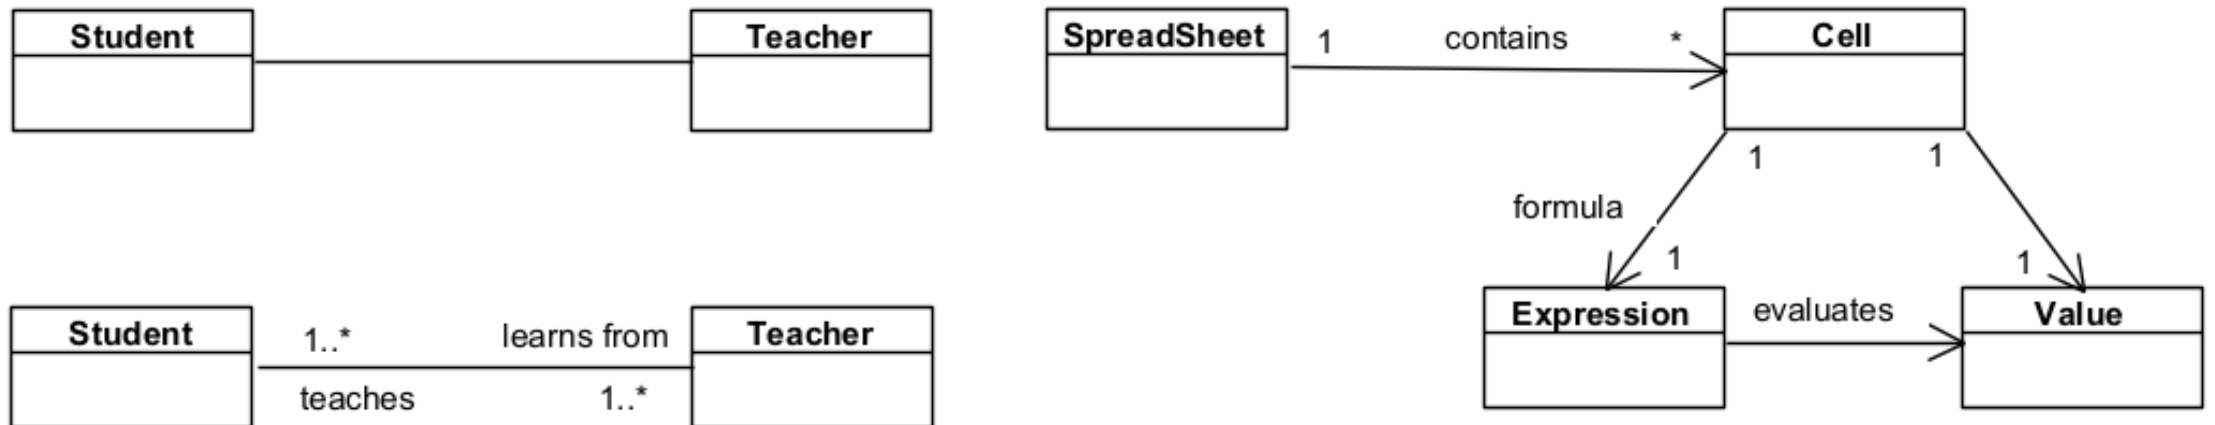 Student
Teacher
SpreadSheet
1
contains
*
Cell
1
1
formula
1
1
Expression
evaluates
Value
Student
1..*
learns from
Teacher
teaches
1..*